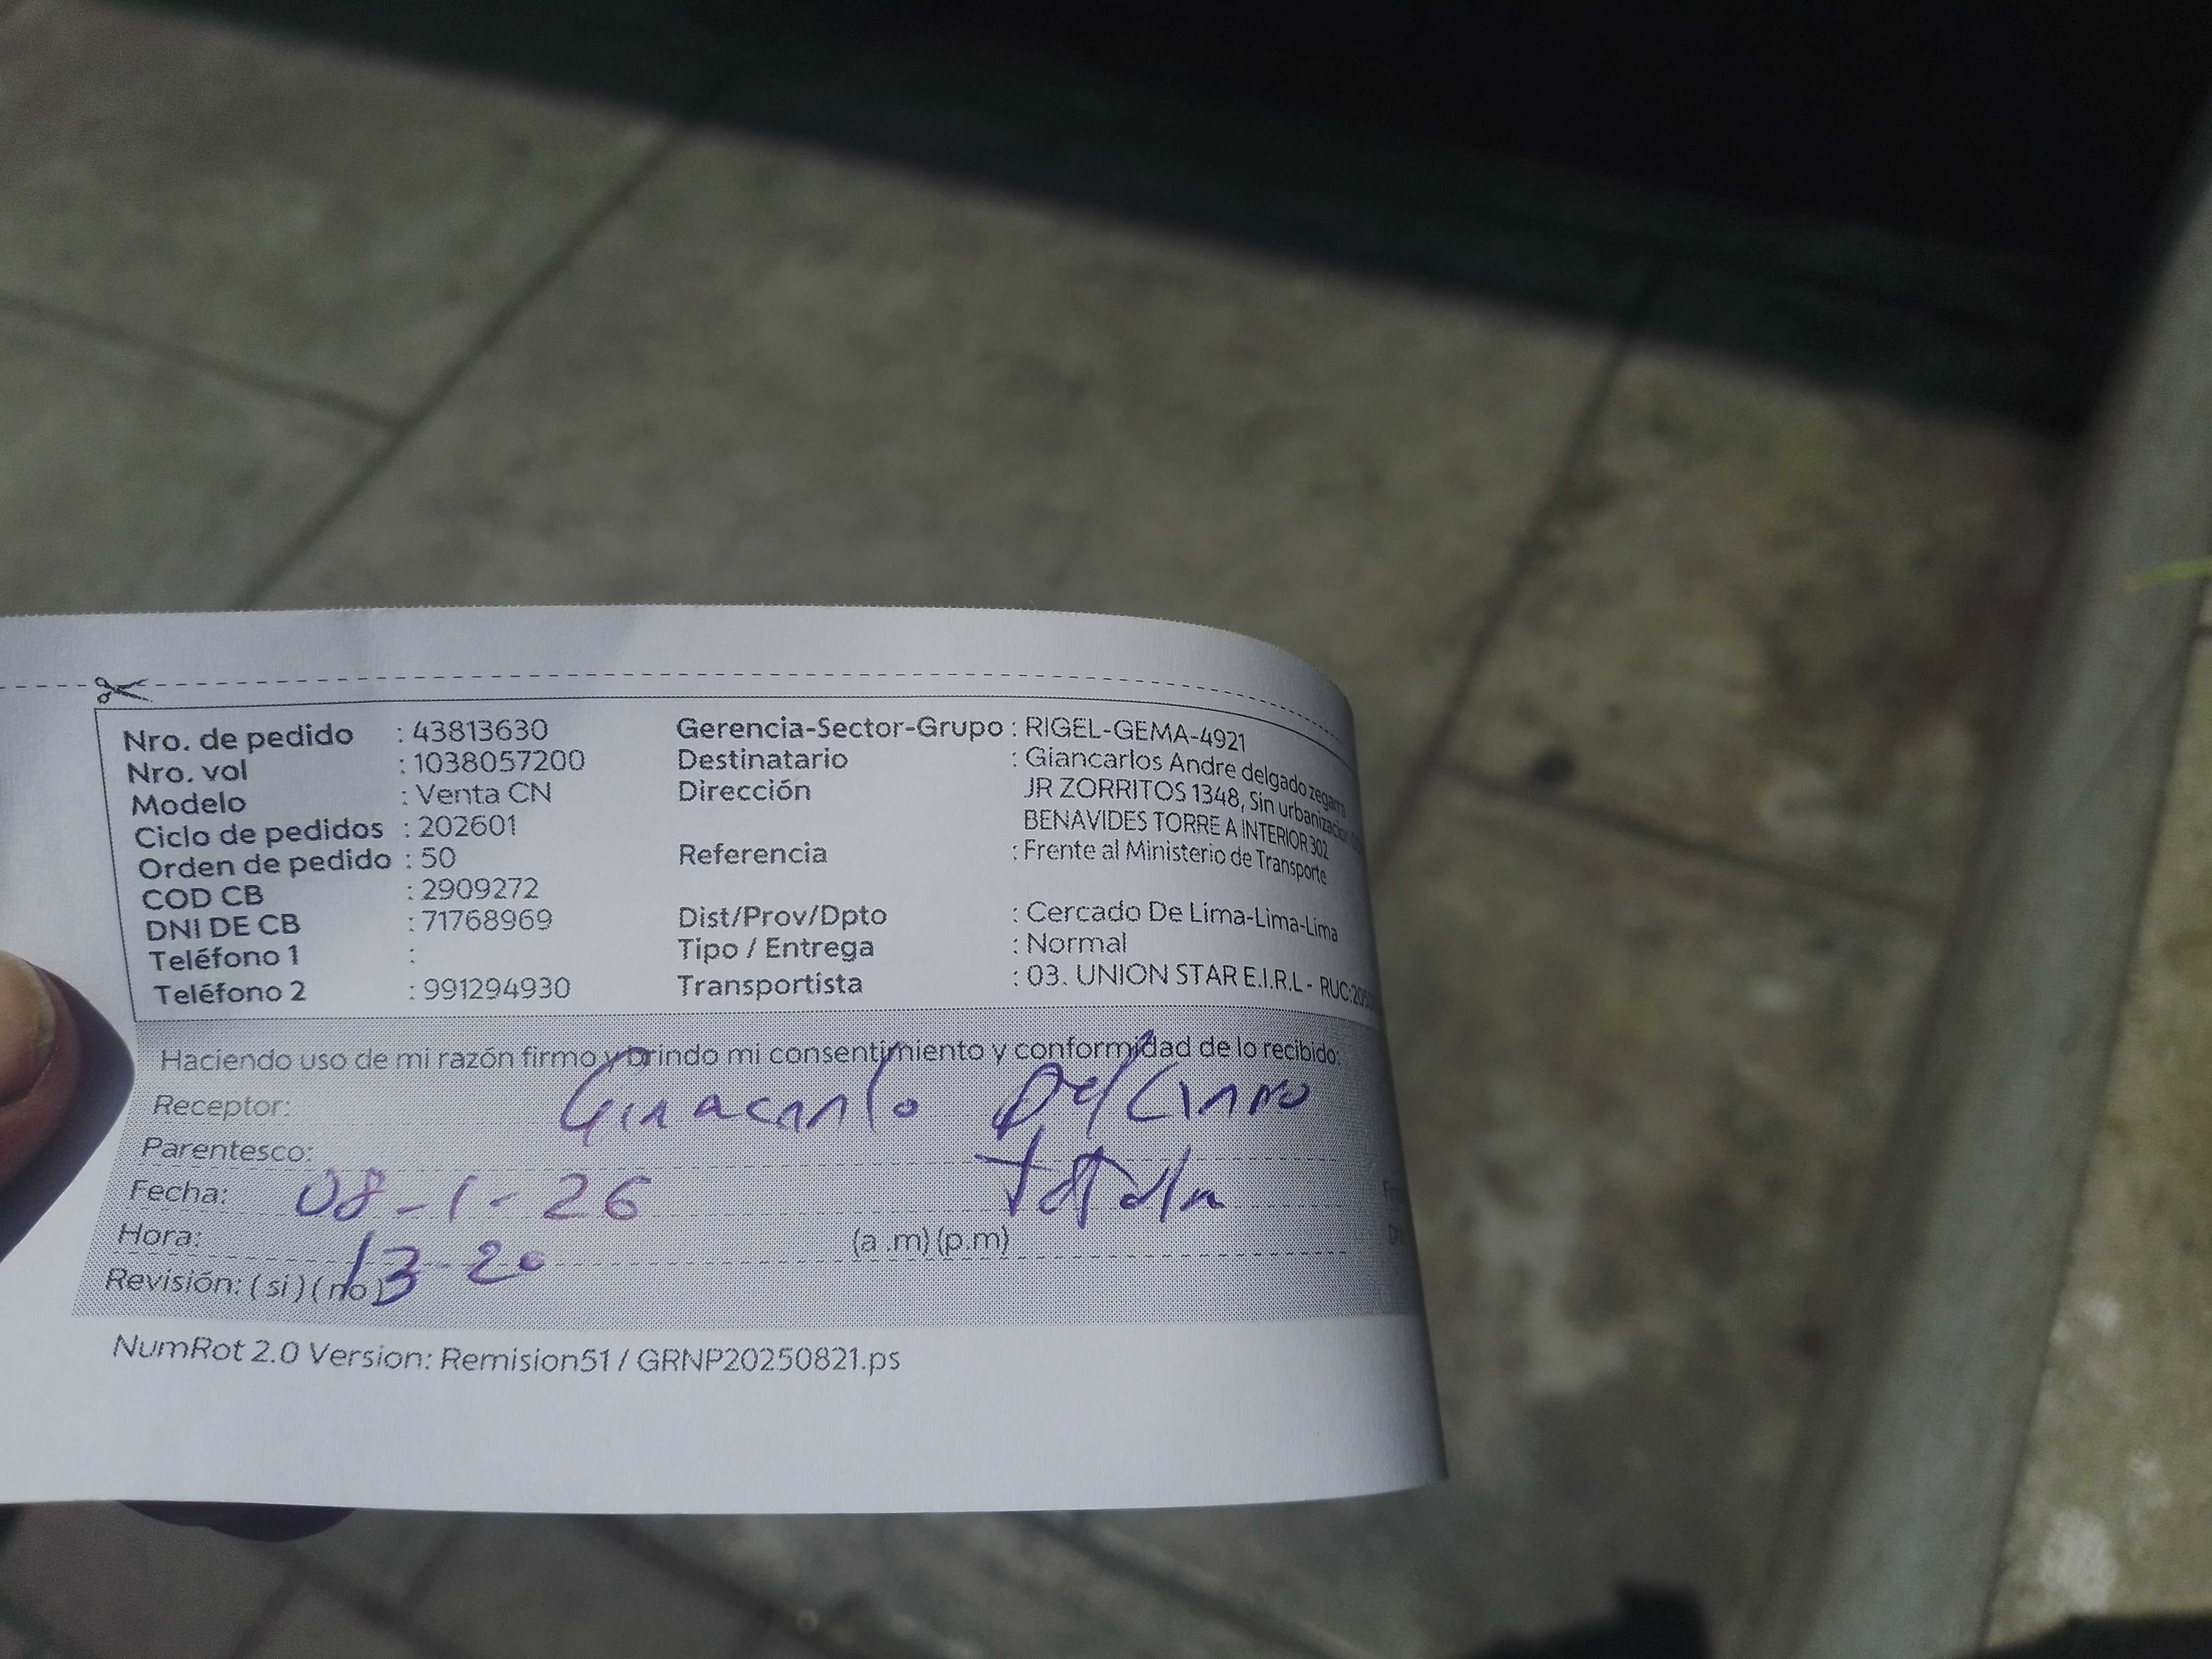 Nro. de pedido : 43813630
Nro. vol : 1038057200
Modelo : Venta CN
Ciclo de pedidos : 202601
Orden de pedido : 50
COD CB : 2909272
DNI DE CB : 71768969
Teléfono 1 :
Teléfono 2 : 991294930
Gerencia-Sector-Grupo : RIGEL-GEMA-4921
Destinatario : Giancarlos Andre delgado zegarra
Dirección JR ZORRITOS 1348, Sin urbanizacion
BENAVIDES TORRE A INTERIOR 302
Referencia : Frente al Ministerio de Transporte
Dist/Prov/Dpto : Cercado De Lima-Lima-Lima
Tipo / Entrega : Normal
Transportista : 03. UNION STAR E.I.R.L - RUC:20
Haciendo uso de mi razón firmo y brindo mi consentimiento y conformidad de lo recibido:
Receptor:
Parentesco:
Fecha: 08-1-26
Hora: 13-20 (a .m) (p.m)
Revisión: ( si ) ( no )
NumRot 2.0 Version: Remision51 / GRNP20250821.ps